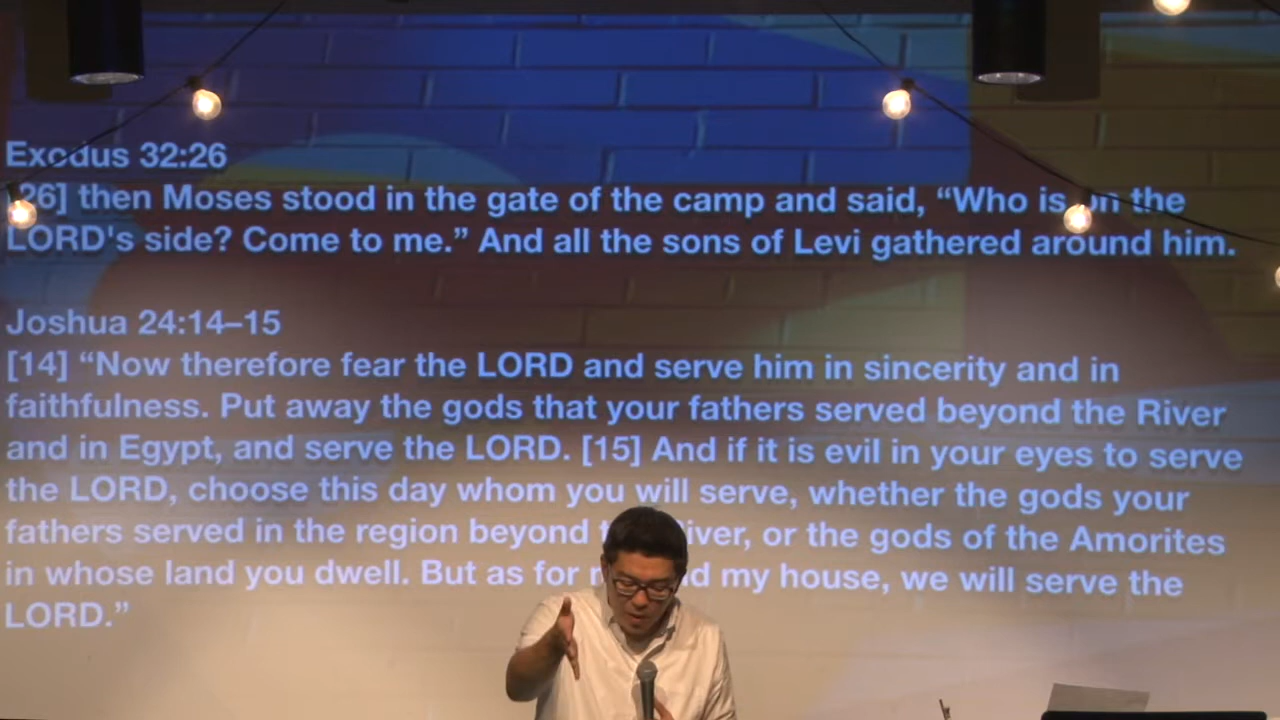 Exodus 32:26
26] then Moses stood in the gate of the camp and said, “Who is on the
LORD's side? Come to me.” And all the sons of Levi gathered around him.
Joshua 24:14–15
[14] “Now therefore fear the LORD and serve him in sincerity and in
faithfulness. Put away the gods that your fathers served beyond the River
and in Egypt, and serve the LORD. [15] And if it is evil in your eyes to serve
the LORD, choose this day whom you will serve, whether the gods your
fathers served in the region beyond River, or the gods of the Amorites
in whose land you dwell. But as for my house, we will serve the
LORD.”